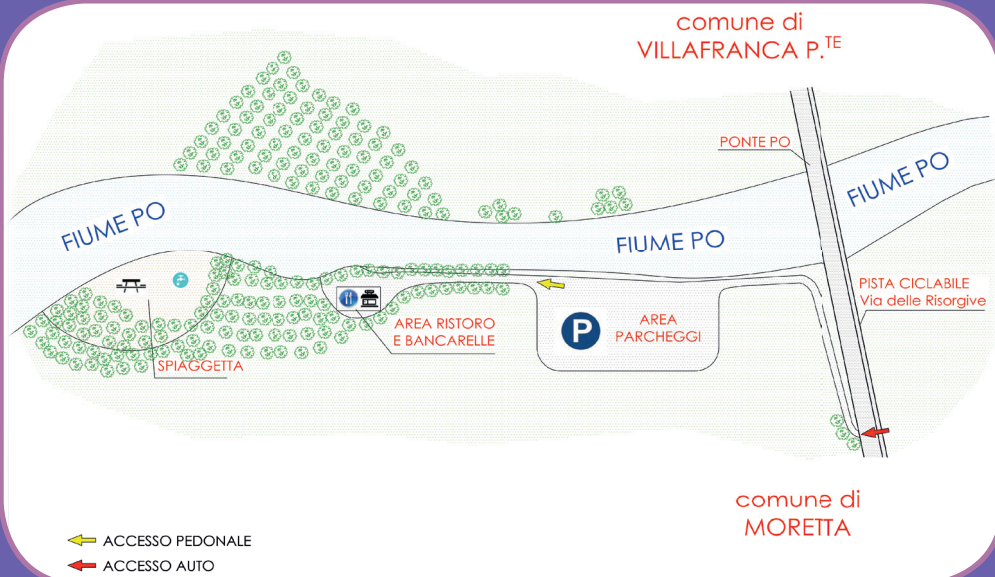 comune di
VILLAFRANCA P.TE
PONTE PO
FIUME PO
FIUME PO
FIUME PO
PISTA CICLABILE
Via delle Risorgive
AREA RISTORO
E BANCARELLE
P
AREA
PARCHEGGI
SPIAGGETTA
comune di
MORETTA
ACCESSO PEDONALE
ACCESSO AUTO